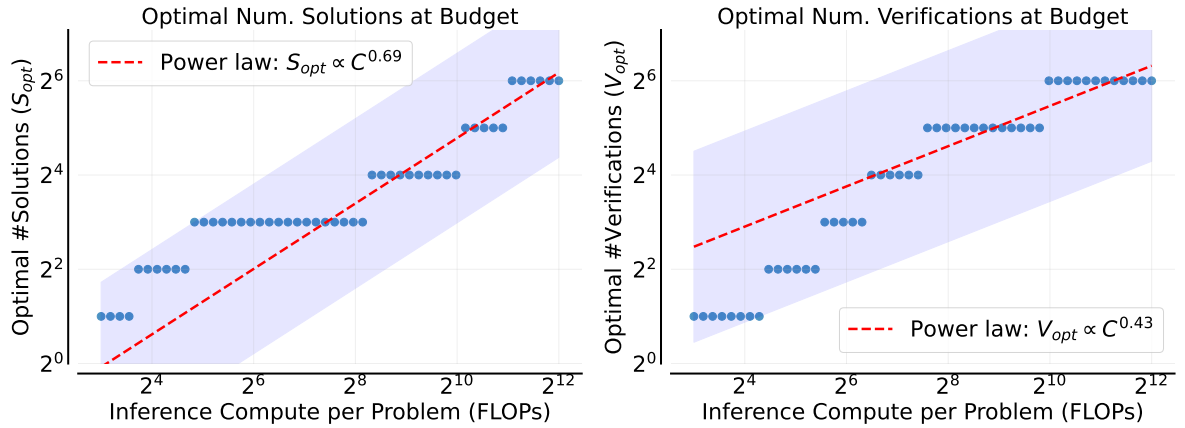 Optimal Num. Solutions at Budget
Power law: S_opt ∝ C^0.69
Optimal #Solutions (S_opt)
2^6
2^4
2^2
2^0
2^4 2^6 2^8 2^10 2^12
Inference Compute per Problem (FLOPs)
Optimal Num. Verifications at Budget
Optimal #Verifications (V_opt)
2^6
2^4
2^2
2^0
Power law: V_opt ∝ C^0.43
2^4 2^6 2^8 2^10 2^12
Inference Compute per Problem (FLOPs)